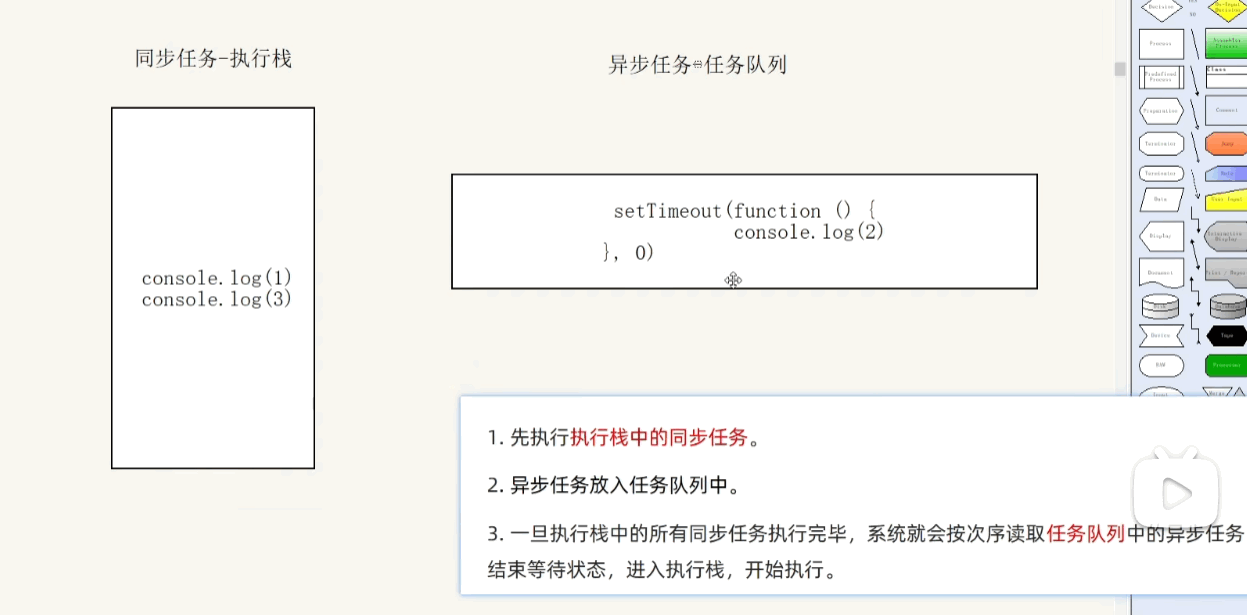 同步任务-执行栈
异步任务-任务队列
console.log(1)
console.log(3)
setTimeout(function () {
console.log(2)
}, 0)
1. 先执行执行栈中的同步任务。
2. 异步任务放入任务队列中。
3. 一旦执行栈中的所有同步任务执行完毕，系统就会按次序读取任务队列中的异步任务
结束等待状态，进入执行栈，开始执行。
Decision
Process
Predefined
Process
Preparation
Terminator
Terminator
Data
User Input
Display
Document
Device